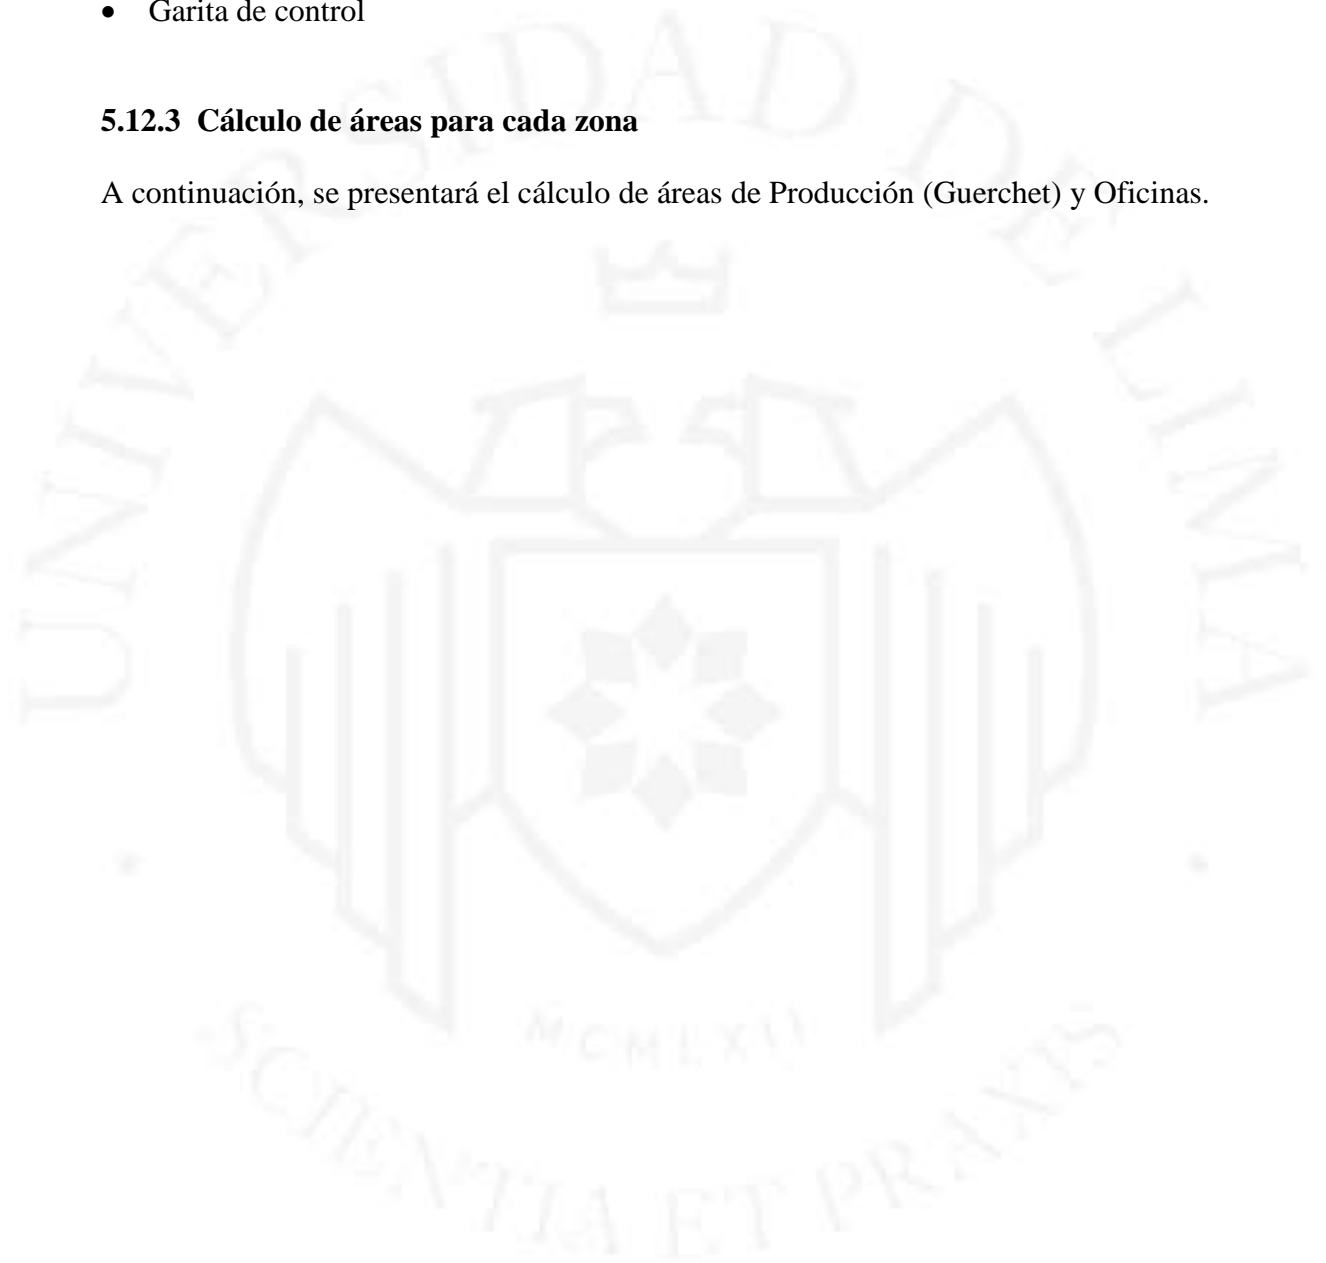 • Garita de control
5.12.3 Cálculo de áreas para cada zona
A continuación, se presentará el cálculo de áreas de Producción (Guerchet) y Oficinas.
UNIVERSIDAD DE LIMA
MCMLXII
SCIENTIA ET PRAXIS